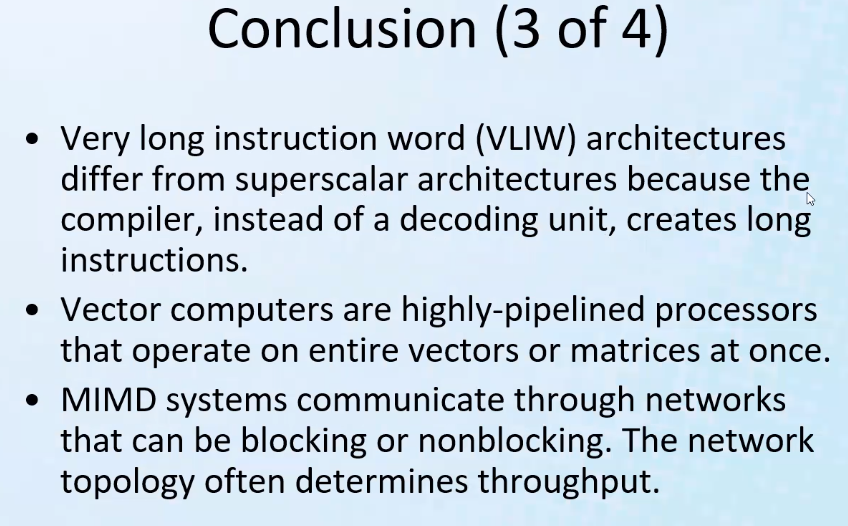 Conclusion (3 of 4)
• Very long instruction word (VLIW) architectures
differ from superscalar architectures because the
compiler, instead of a decoding unit, creates long
instructions.
• Vector computers are highly-pipelined processors
that operate on entire vectors or matrices at once.
• MIMD systems communicate through networks
that can be blocking or nonblocking. The network
topology often determines throughput.